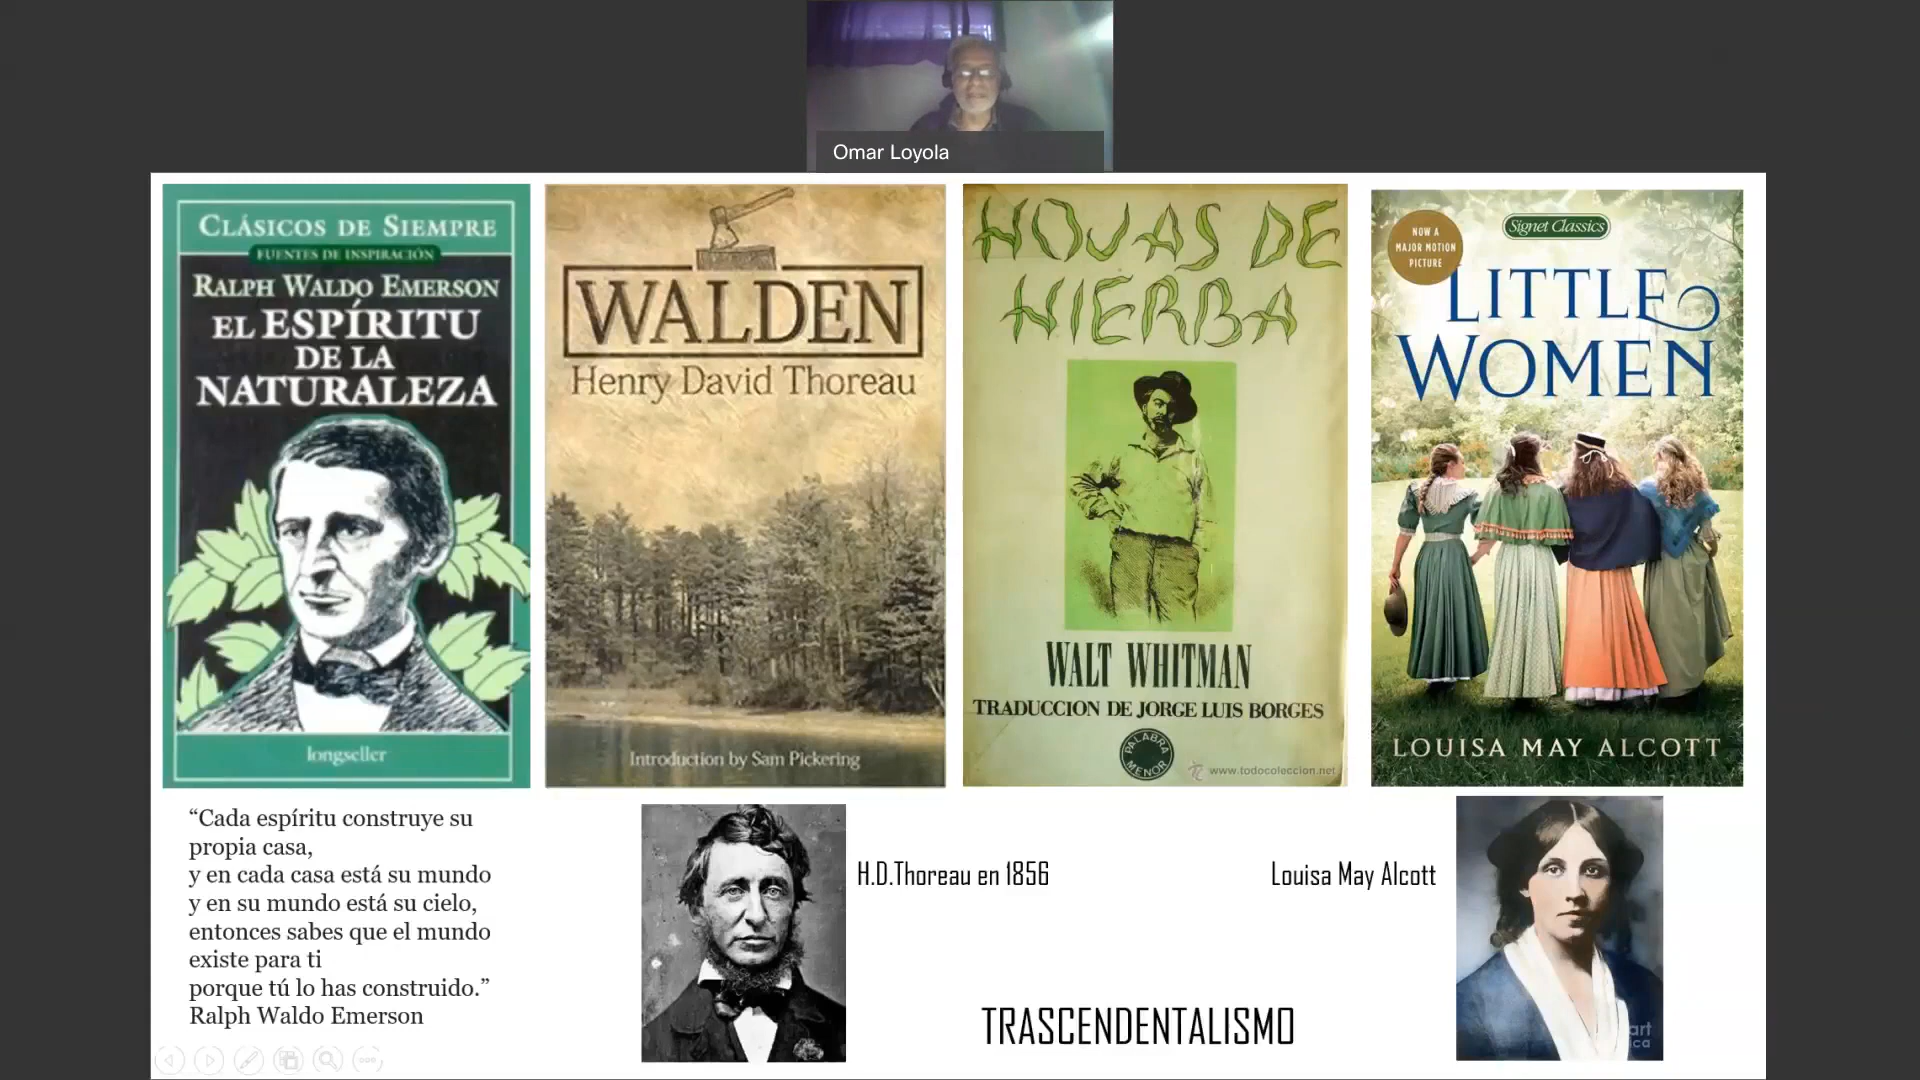 Omar Loyola
CLÁSICOS DE SIEMPRE
FUENTES DE INSPIRACIÓN
RALPH WALDO EMERSON
EL ESPÍRITU
DE LA
NATURALEZA
longseller
WALDEN
Henry David Thoreau
Introduction by Sam Pickering
HOJAS DE
HIERBA
WALT WHITMAN
TRADUCCION DE JORGE LUIS BORGES
PALABRA
MENOR
www.todocoleccion.net
Signet Classics
NOW A
MAJOR MOTION
PICTURE
LITTLE
WOMEN
LOUISA MAY ALCOTT
“Cada espíritu construye su
propia casa,
y en cada casa está su mundo
y en su mundo está su cielo,
entonces sabes que el mundo
existe para ti
porque tú lo has construido.”
Ralph Waldo Emerson
H.D.Thoreau en 1856
Louisa May Alcott
TRASCENDENTALISMO